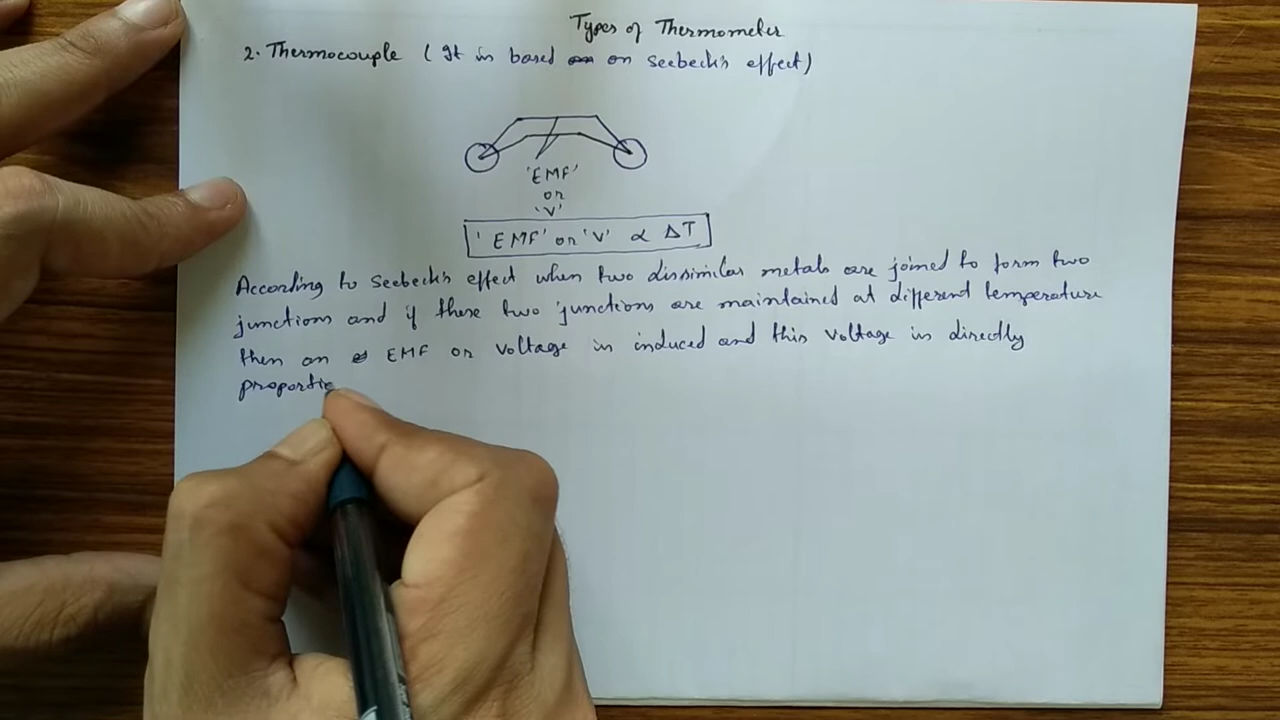 Types of Thermometer
2. Thermocouple ( It is based on on Seebeck's effect)
'EMF'
or
'V'
'EMF' or 'V' ∝ ΔT
According to Seebeck's effect when two dissimilar metals are joined to form two
junctions and if these two junctions are maintained at different temperature
then an EMF or voltage is induced and this voltage is directly
proportio